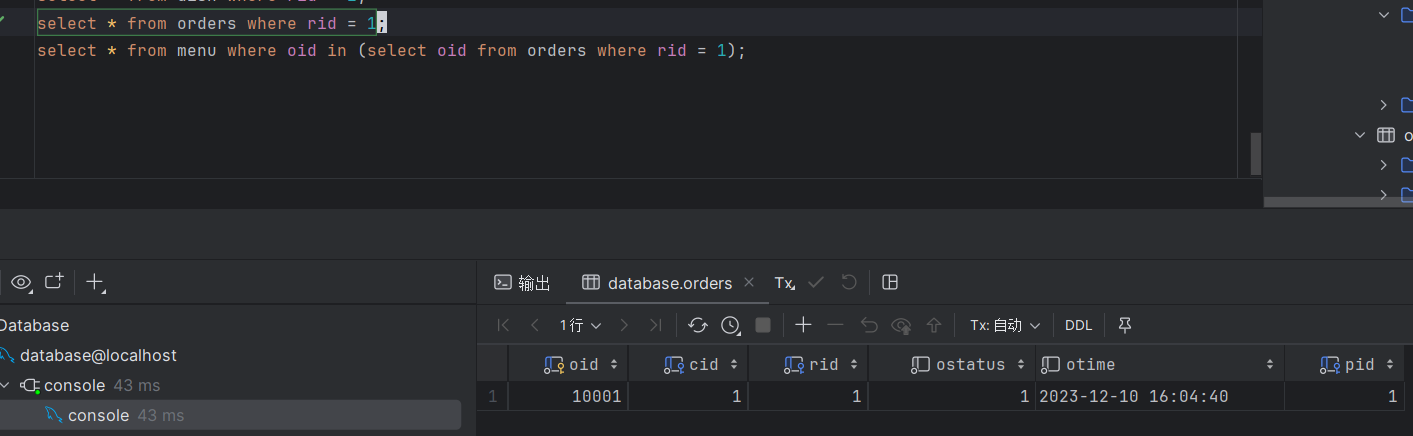 select * from orders where rid = 1;
select * from menu where oid in (select oid from orders where rid = 1);
o
输出
database.orders
Tx
Database
1行
Tx: 自动
DDL
database@localhost
oid
cid
rid
ostatus
otime
pid
console 43 ms
1
10001
1
1
1
2023-12-10 16:04:40
1
console 43 ms